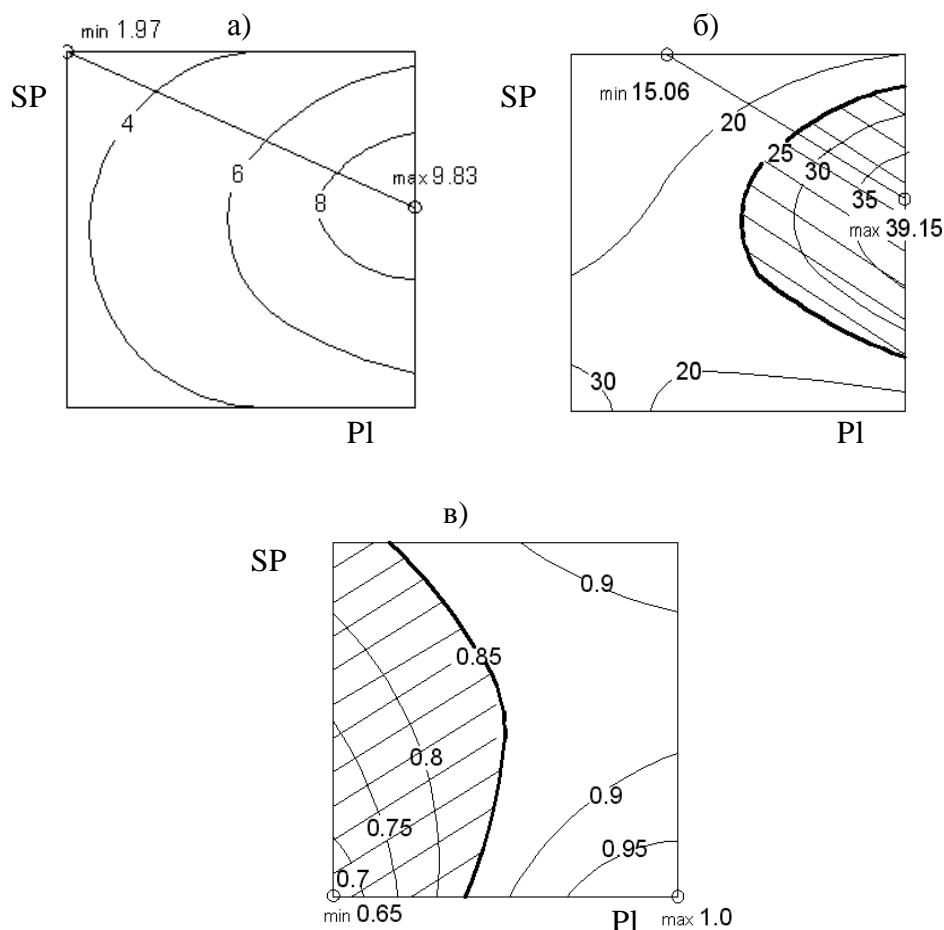 а)
min 1.97
SP
4
6
8
max 9.83
Pl
б)
SP
min 15.06
20
25
30
35
max 39.15
30
20
Pl
в)
SP
0.9
0.85
0.8
0.9
0.75
0.95
0.7
min 0.65
Pl
max 1.0